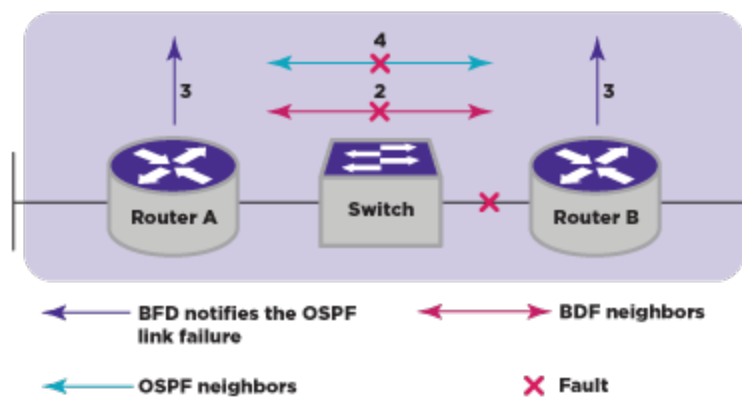 4
3
2
3
Router A
Switch
Router B
BFD notifies the OSPF
link failure
BDF neighbors
OSPF neighbors
Fault